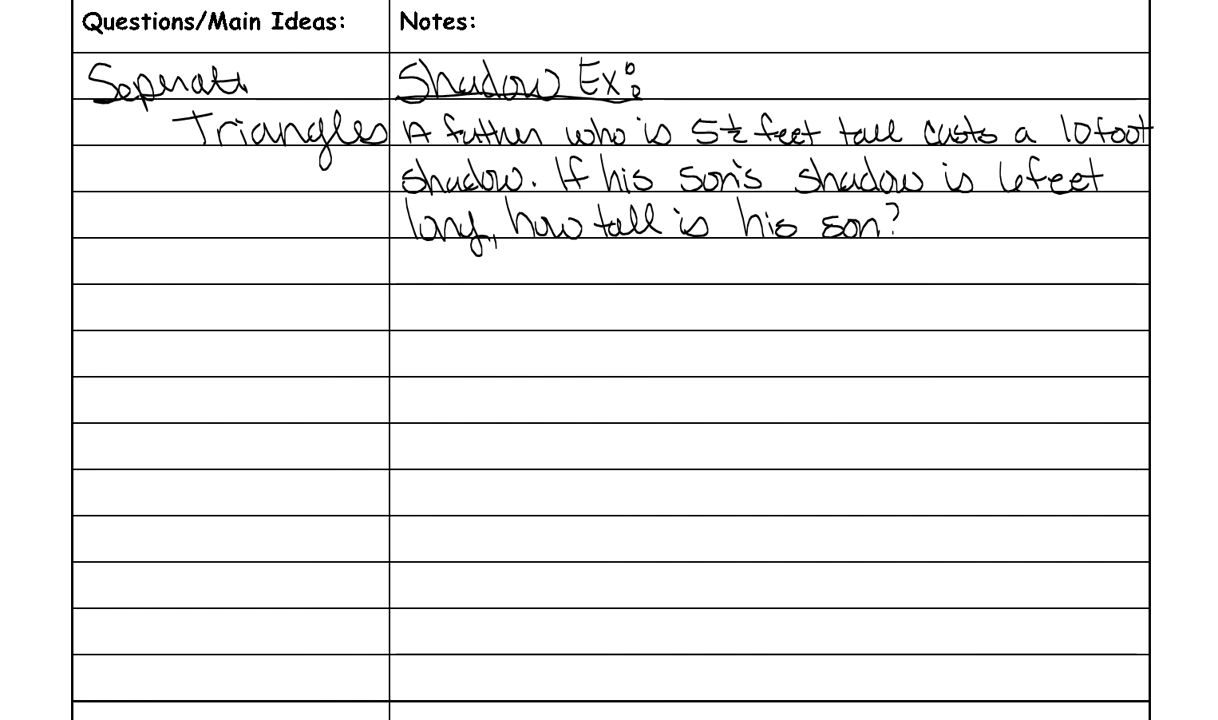 Questions/Main Ideas:
Notes:
Seperate
Triangles
Shadow Ex:
A father who is 5½ feet tall casts a 10 foot
shadow. If his son's shadow is 6 feet
long, how tall is his son?